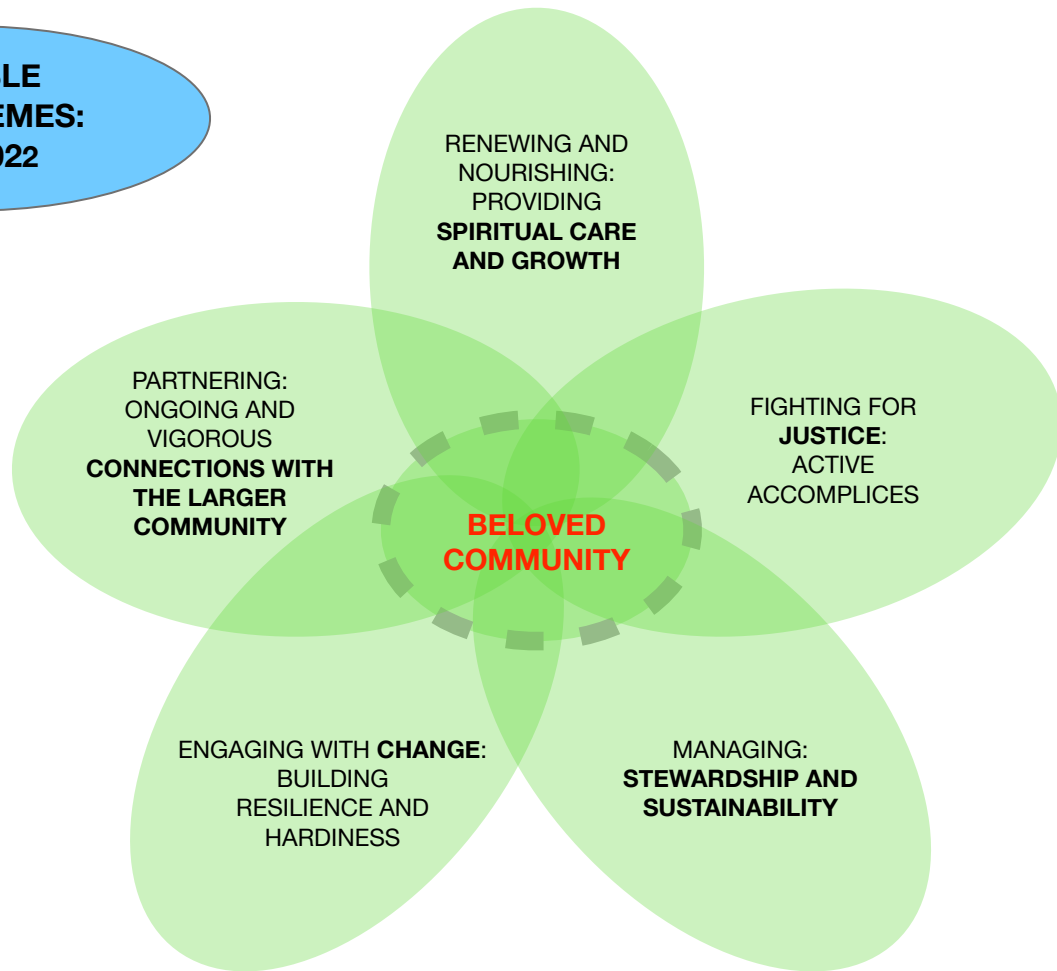 BLE
EMES:
022
RENEWING AND
NOURISHING:
PROVIDING
SPIRITUAL CARE
AND GROWTH
PARTNERING:
ONGOING AND
VIGOROUS
CONNECTIONS WITH
THE LARGER
COMMUNITY
FIGHTING FOR
JUSTICE:
ACTIVE
ACCOMPLICES
BELOVED
COMMUNITY
ENGAGING WITH CHANGE:
BUILDING
RESILIENCE AND
HARDINESS
MANAGING:
STEWARDSHIP AND
SUSTAINABILITY